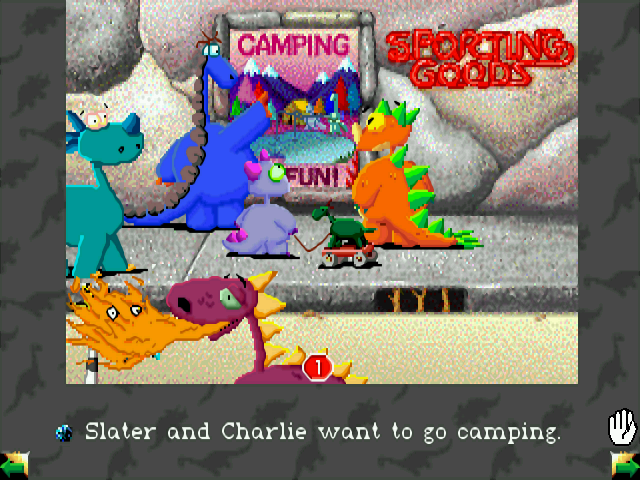 CAMPING
SPORTING
GOODS
FUN!
1
Slater and Charlie want to go camping.